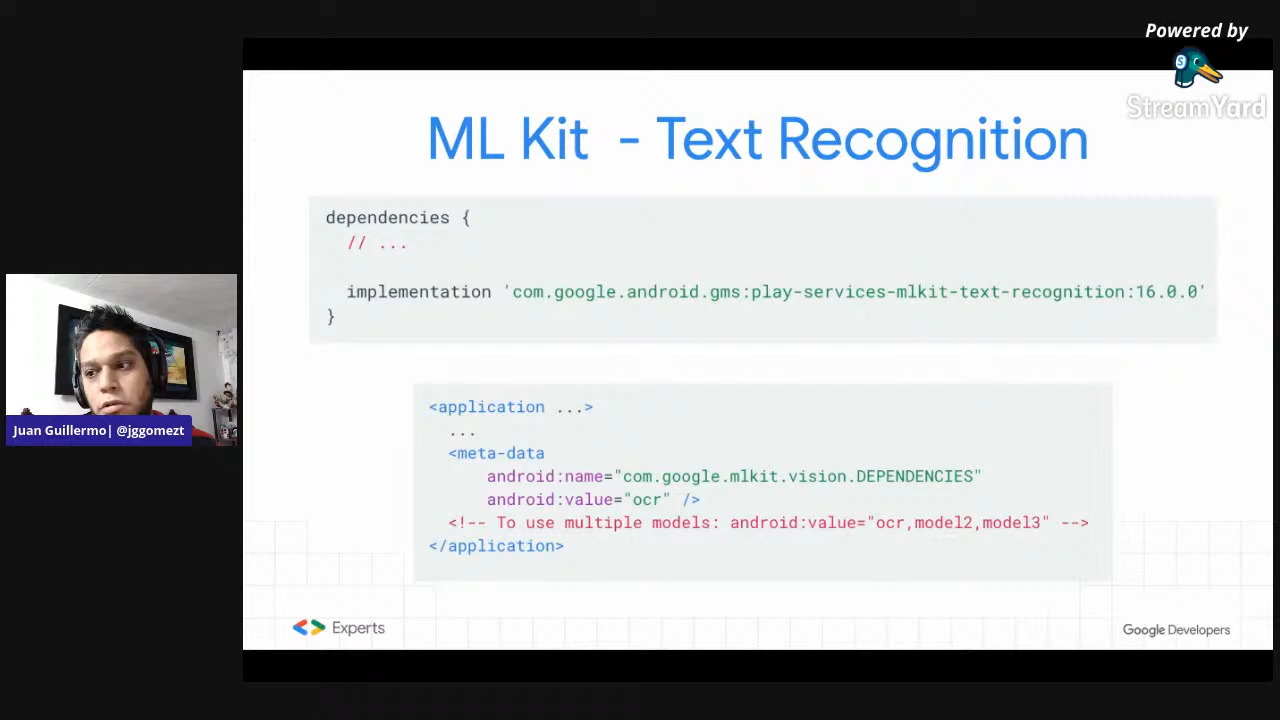 Powered by
StreamYard
ML Kit - Text Recognition
dependencies {
// ...
implementation 'com.google.android.gms:play-services-mlkit-text-recognition:16.0.0'
}
<application ...>
...
<meta-data
android:name="com.google.mlkit.vision.DEPENDENCIES"
android:value="ocr" />
<!-- To use multiple models: android:value="ocr,model2,model3" -->
</application>
Juan Guillermo| @jggomezt
Experts
Google Developers